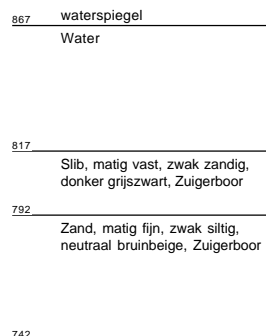 867 waterspiegel
Water
817
Slib, matig vast, zwak zandig,
donker grijszwart, Zuigerboor
792
Zand, matig fijn, zwak siltig,
neutraal bruinbeige, Zuigerboor
742